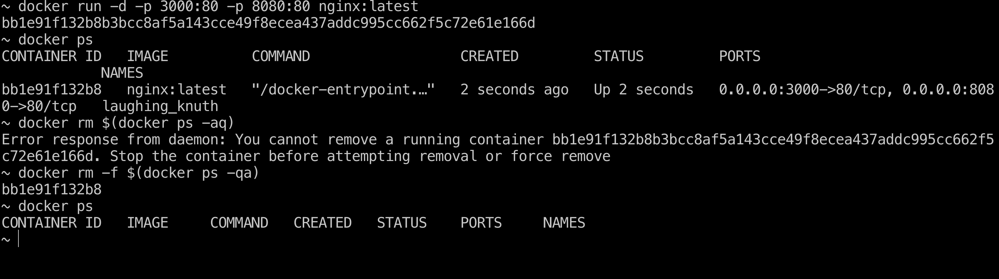 ~ docker run -d -p 3000:80 -p 8080:80 nginx:latest
bb1e91f132b8b3bcc8af5a143cce49f8ecea437addc995cc662f5c72e61e166d
~ docker ps
CONTAINER ID   IMAGE          COMMAND                  CREATED         STATUS         PORTS
            NAMES
bb1e91f132b8   nginx:latest   "/docker-entrypoint.…"   2 seconds ago   Up 2 seconds   0.0.0.0:3000->80/tcp, 0.0.0.0:808
0->80/tcp   laughing_knuth
~ docker rm $(docker ps -aq)
Error response from daemon: You cannot remove a running container bb1e91f132b8b3bcc8af5a143cce49f8ecea437addc995cc662f5
c72e61e166d. Stop the container before attempting removal or force remove
~ docker rm -f $(docker ps -qa)
bb1e91f132b8
~ docker ps
CONTAINER ID   IMAGE     COMMAND   CREATED   STATUS    PORTS     NAMES
~